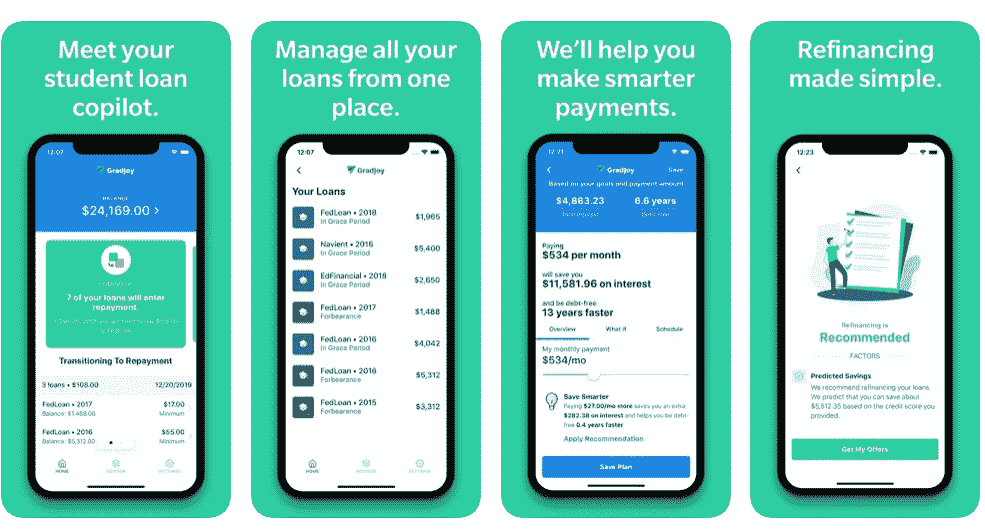 Meet your
student loan
copilot.
12:07
Gradjoy
BALANCE
$24,169.00 >
7 of your loans will enter
repayment.
Transitioning To Repayment
3 loans • $108.00 12/20/2019
FedLoan • 2017 $17.00
Balance: $1,488.00 Minimum
FedLoan • 2016 $55.00
Balance: $5,312.00 Minimum
HOME
ADVISOR
SETTINGS
Manage all your
loans from one
place.
12:07
Gradjoy
Your Loans
FedLoan • 2018 $1,965
In Grace Period
Navient • 2016 $5,400
In Grace Period
EdFinancial • 2018 $2,650
In Grace Period
FedLoan • 2017 $1,488
Forbearance
FedLoan • 2016 $4,042
In Grace Period
FedLoan • 2016 $5,312
Forbearance
FedLoan • 2015 $3,312
Forbearance
HOME
ADVISOR
SETTINGS
We'll help you
make smarter
payments.
12:21
Gradjoy
Save
Based on your goals and payment amount
$4,863.23 6.6 years
Paying
$534 per month
will save you
$11,581.96 on interest
and be debt-free
13 years faster
Overview What if Schedule
My monthly payment
$534/mo
Save Smarter
Paying $27.00/mo more saves you an extra
$282.38 on interest and helps you be debt-
free 0.4 years faster
Apply Recommendation
Save Plan
Refinancing
made simple.
12:23
Refinancing is
Recommended
FACTORS
Predicted Savings
We recommend refinancing your loans.
We predict that you can save about
$5,612.35 based on the credit score you
provided.
Get My Offers